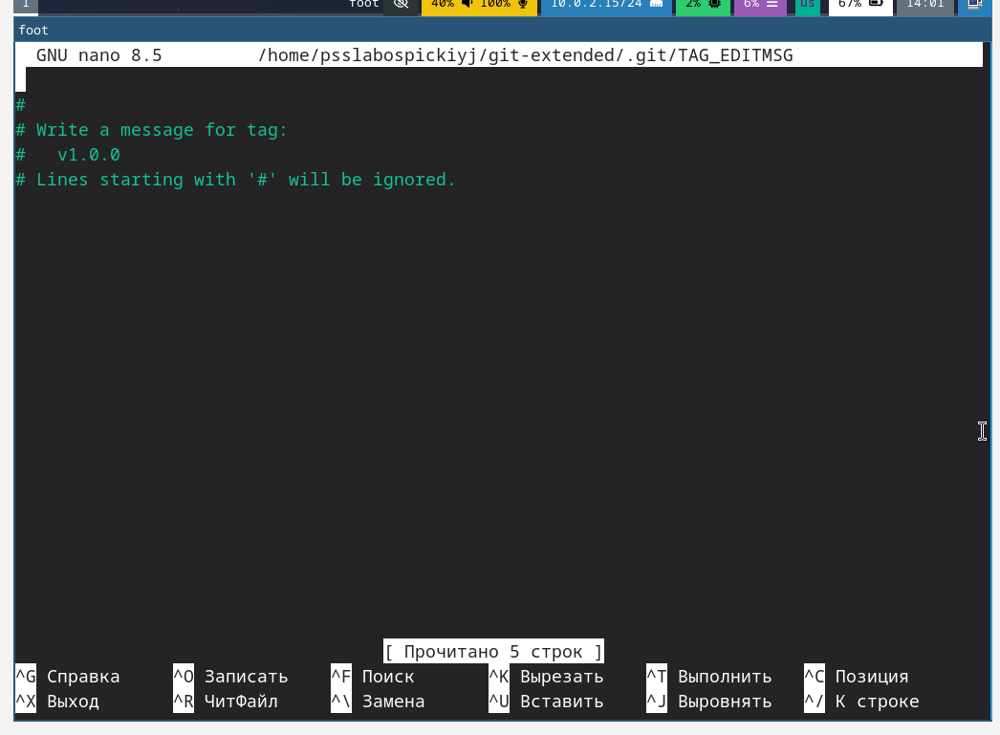 1 foot 40% 100% 10.0.2.15/24 2% 6% us 67% 14:01
foot
GNU nano 8.5 /home/psslabospickiyj/git-extended/.git/TAG_EDITMSG
#
# Write a message for tag:
#   v1.0.0
# Lines starting with '#' will be ignored.
[ Прочитано 5 строк ]
^G Справка ^O Записать ^F Поиск ^K Вырезать ^T Выполнить ^C Позиция
^X Выход ^R ЧитФайл ^\ Замена ^U Вставить ^J Выровнять ^/ К строке